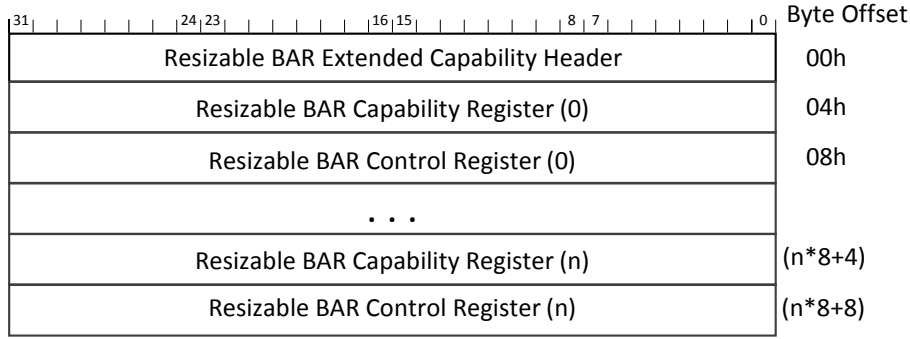 31 24 23 16 15 8 7 0 Byte Offset
Resizable BAR Extended Capability Header 00h
Resizable BAR Capability Register (0) 04h
Resizable BAR Control Register (0) 08h
. . .
Resizable BAR Capability Register (n) (n*8+4)
Resizable BAR Control Register (n) (n*8+8)